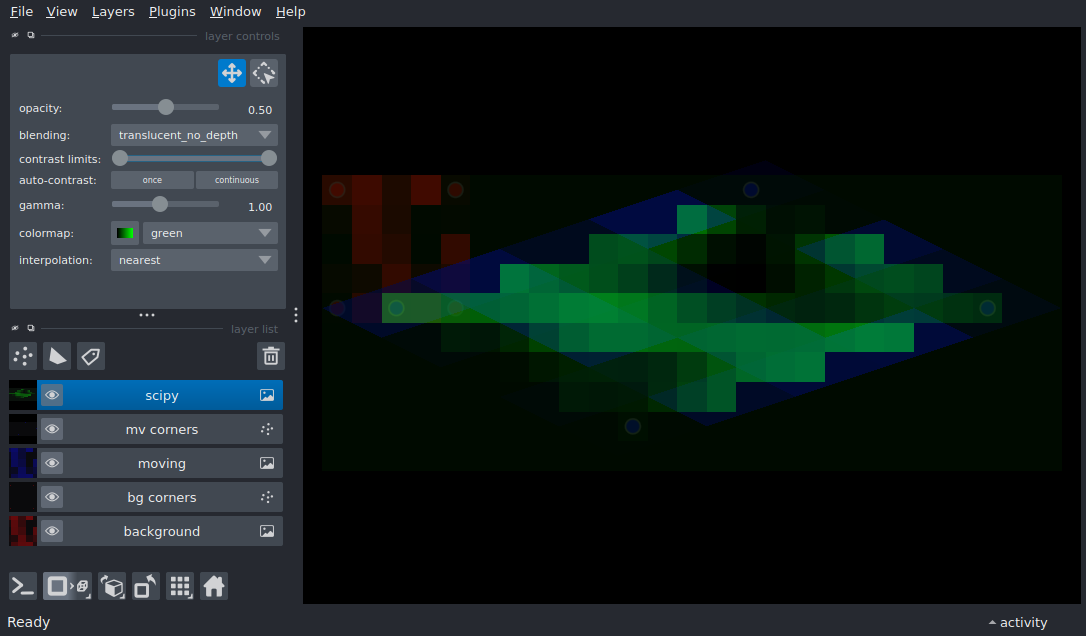 File View Layers Plugins Window Help
layer controls
opacity: 0.50
blending: translucent_no_depth
contrast limits:
auto-contrast: once continuous
gamma: 1.00
colormap: green
interpolation: nearest
layer list
scipy
mv corners
moving
bg corners
background
Ready activity